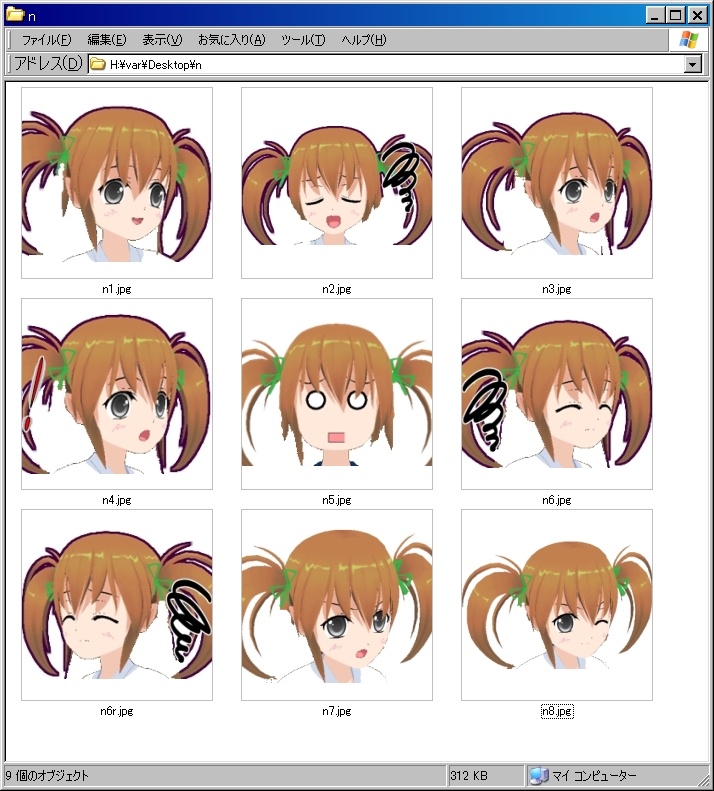 n
ファイル(F) 編集(E) 表示(V) お気に入り(A) ツール(T) ヘルプ(H)
アドレス(D) H:¥var¥Desktop¥n
n1.jpg n2.jpg n3.jpg
n4.jpg n5.jpg n6.jpg
n6r.jpg n7.jpg n8.jpg
9 個のオブジェクト 312 KB マイ コンピューター